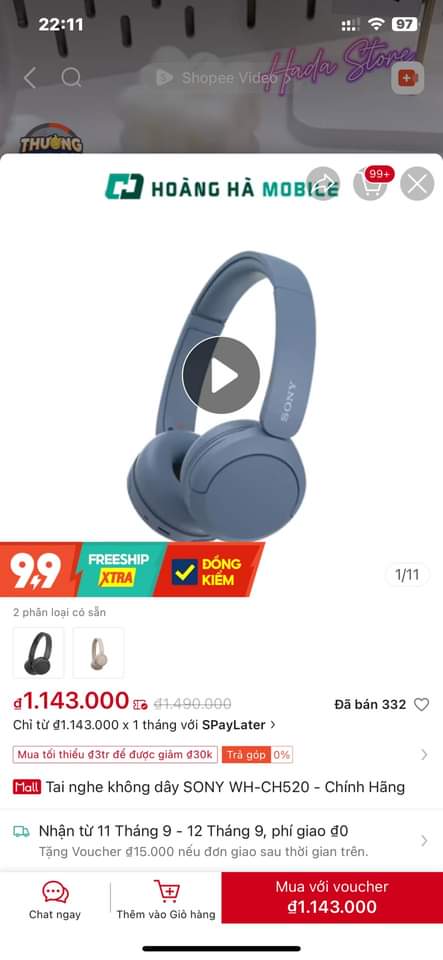 22:11
97
Shopee Video
Hada Store
THƯỞNG
HOÀNG HÀ MOBILE
99+
SONY
9.9
FREESHIP
XTRA
ĐỒNG
KIỂM
1/11
2 phân loại có sẵn
₫1.143.000 ₫1.490.000
Đã bán 332
Chỉ từ ₫1.143.000 x 1 tháng với SPayLater >
Mua tối thiểu ₫3tr để được giảm ₫30k
Trả góp 0%
Mall Tai nghe không dây SONY WH-CH520 - Chính Hãng
Nhận từ 11 Tháng 9 - 12 Tháng 9, phí giao ₫0
Tặng Voucher ₫15.000 nếu đơn giao sau thời gian trên.
Chat ngay
Thêm vào Giỏ hàng
Mua với voucher
₫1.143.000